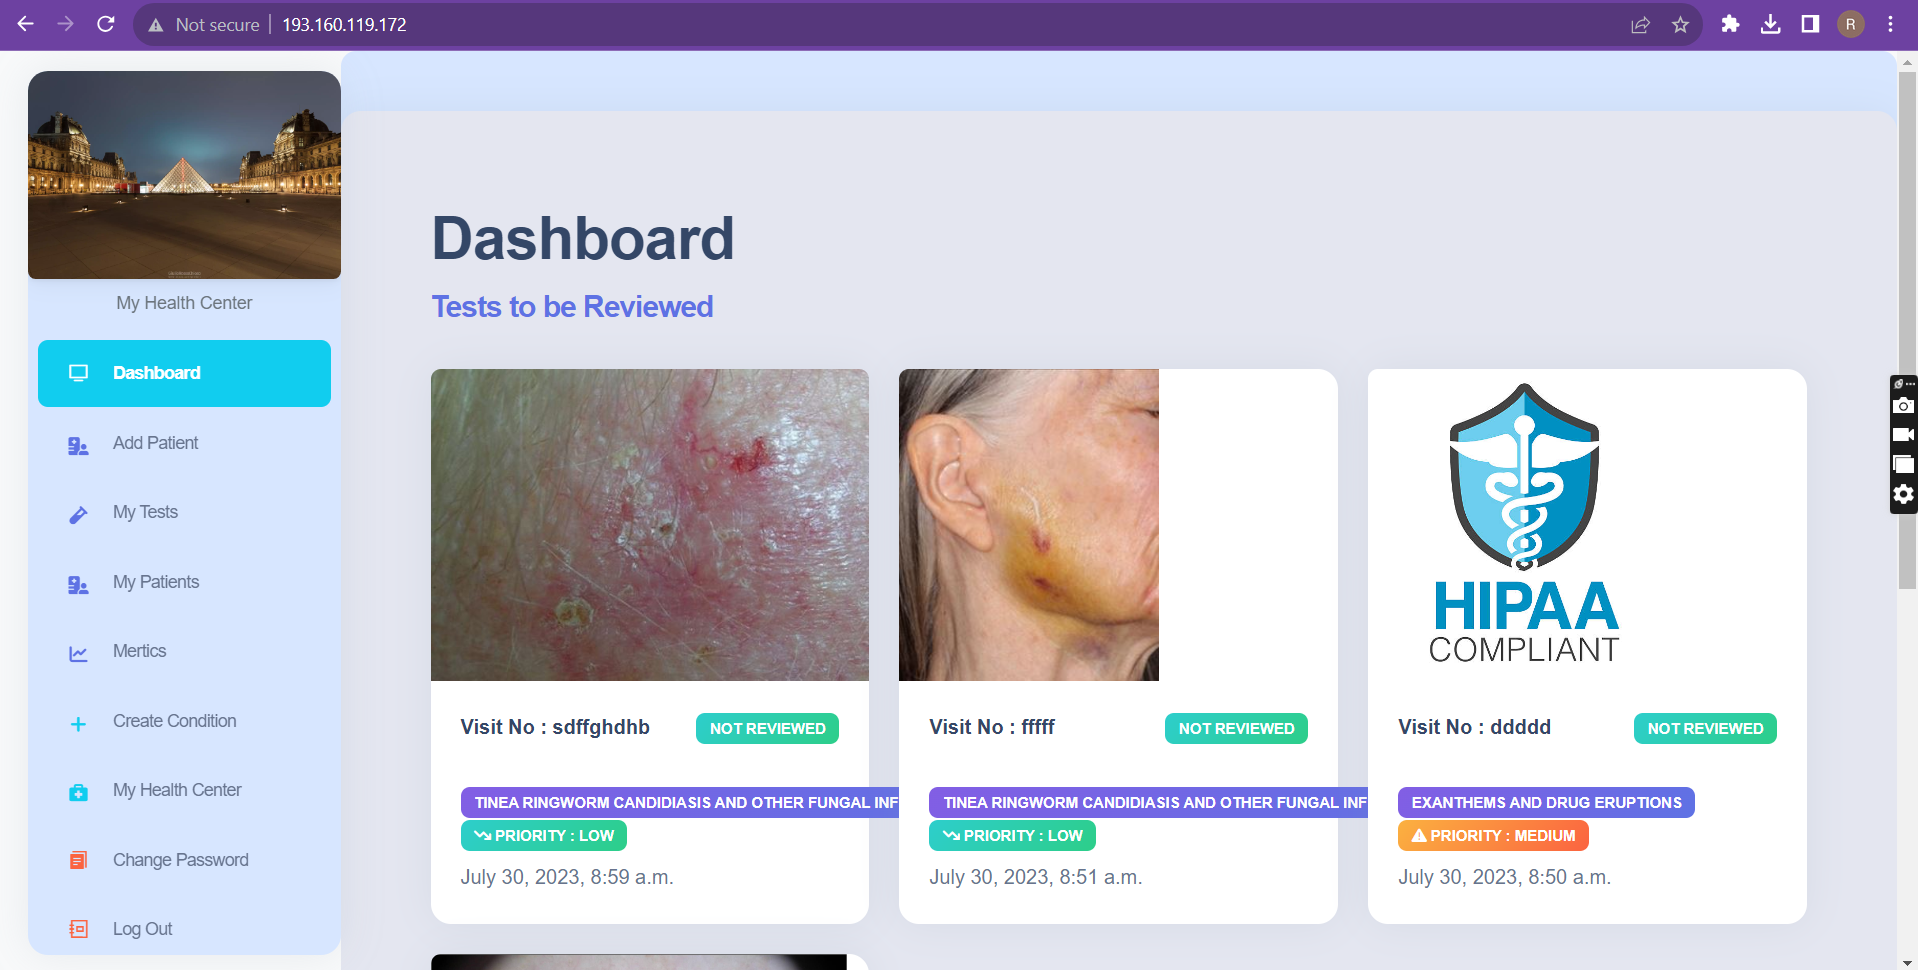 Not secure
193.160.119.172
R
My Health Center
Dashboard
Add Patient
My Tests
My Patients
Mertics
Create Condition
My Health Center
Change Password
Log Out
Dashboard
Tests to be Reviewed
Visit No : sdffghdhb
NOT REVIEWED
TINEA RINGWORM CANDIDIASIS AND OTHER FUNGAL INF
PRIORITY : LOW
July 30, 2023, 8:59 a.m.
Visit No : fffff
NOT REVIEWED
TINEA RINGWORM CANDIDIASIS AND OTHER FUNGAL INF
PRIORITY : LOW
July 30, 2023, 8:51 a.m.
HIPAA
COMPLIANT
Visit No : ddddd
NOT REVIEWED
EXANTHEMS AND DRUG ERUPTIONS
PRIORITY : MEDIUM
July 30, 2023, 8:50 a.m.